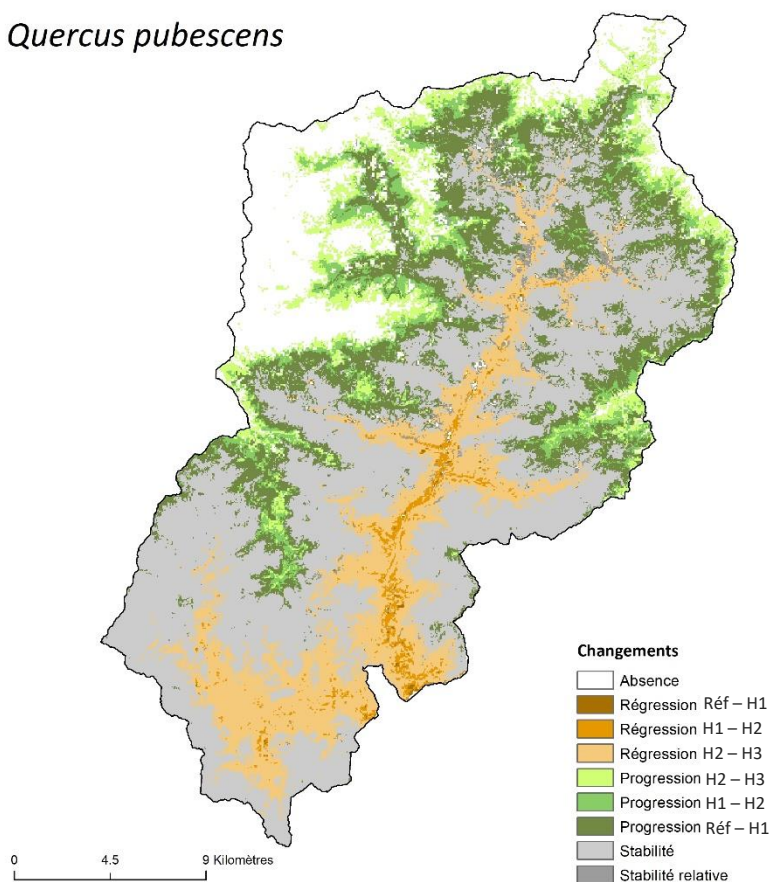 Quercus pubescens
Changements
Absence
Régression Réf – H1
Régression H1 – H2
Régression H2 – H3
Progression H2 – H3
Progression H1 – H2
Progression Réf – H1
Stabilité
Stabilité relative
0 4.5 9 Kilomètres